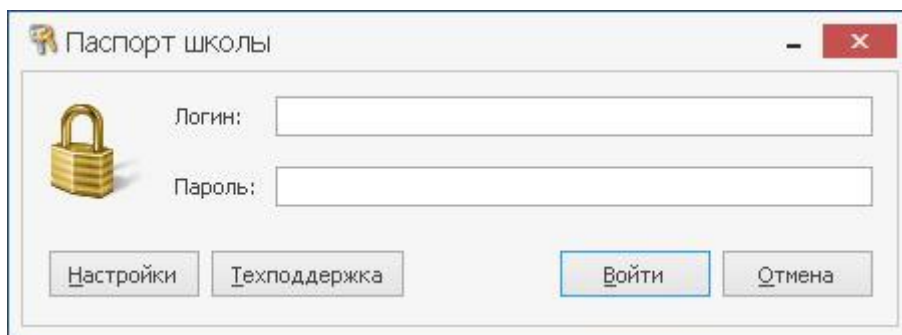 Паспорт школы
Логин:
Пароль:
Настройки Техподдержка Войти Отмена